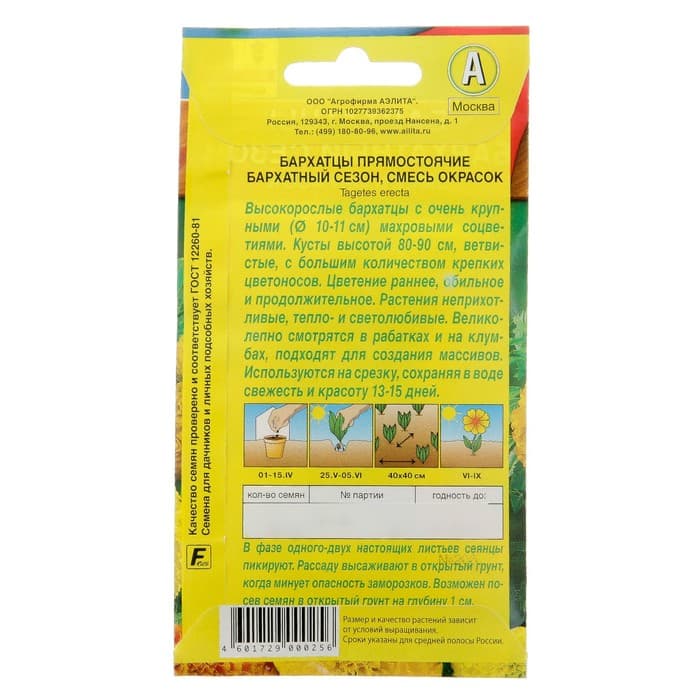 А
Москва
ООО "Агрофирма АЭЛИТА".
ОГРН 1027739362375
Россия, 129343, г. Москва, проезд Нансена, д. 1
Тел.: (499) 180-80-96, www.ailita.ru
БАРХАТЦЫ ПРЯМОСТОЯЧИЕ
БАРХАТНЫЙ СЕЗОН, СМЕСЬ ОКРАСОК
Tagetes erecta
Высокорослые бархатцы с очень круп-
ными (Ø 10-11 см) махровыми соцве-
тиями. Кусты высотой 80-90 см, ветви-
стые, с большим количеством крепких
цветоносов. Цветение раннее, обильное
и продолжительное. Растения неприхот-
ливые, тепло- и светолюбивые. Велико-
лепно смотрятся в рабатках и на клум-
бах, подходят для создания массивов.
Используются на срезку, сохраняя в воде
свежесть и красоту 13-15 дней.
01-15.IV 25.V-05.VI 40х40 см VI-IX
кол-во семян № партии годность до:
В фазе одного-двух настоящих листьев сеянцы
пикируют. Рассаду высаживают в открытый грунт,
когда минует опасность заморозков. Возможен по-
сев семян в открытый грунт на глубину 1 см.
Размер и качество растений зависит
от условий выращивания.
Сроки указаны для средней полосы России.
4 601729 000256
Качество семян проверено и соответствует ГОСТ 12260-81
Семена для дачников и личных подсобных хозяйств.